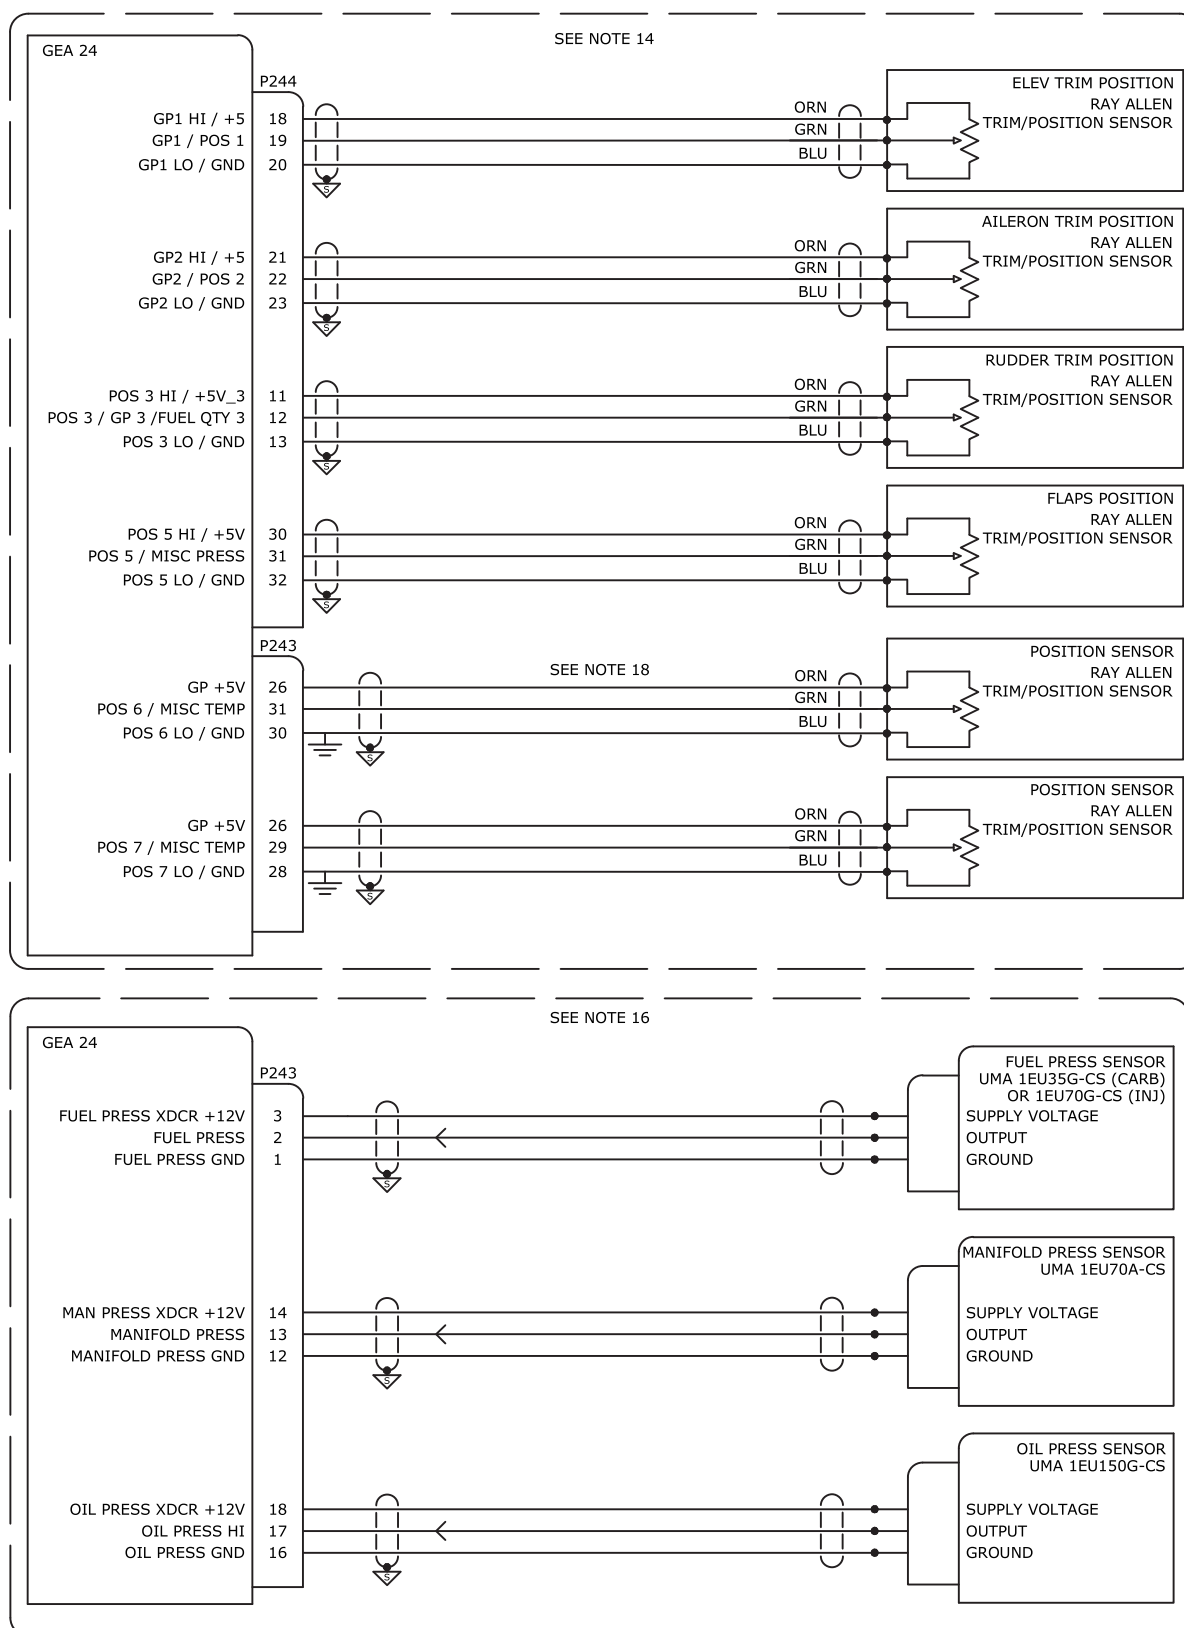 SEE NOTE 14
GEA 24
P244
GP1 HI / +5 18 ORN
GP1 / POS 1 19 GRN
GP1 LO / GND 20 BLU
S
ELEV TRIM POSITION
RAY ALLEN
TRIM/POSITION SENSOR
GP2 HI / +5 21 ORN
GP2 / POS 2 22 GRN
GP2 LO / GND 23 BLU
S
AILERON TRIM POSITION
RAY ALLEN
TRIM/POSITION SENSOR
POS 3 HI / +5V_3 11 ORN
POS 3 / GP 3 /FUEL QTY 3 12 GRN
POS 3 LO / GND 13 BLU
S
RUDDER TRIM POSITION
RAY ALLEN
TRIM/POSITION SENSOR
POS 5 HI / +5V 30 ORN
POS 5 / MISC PRESS 31 GRN
POS 5 LO / GND 32 BLU
S
FLAPS POSITION
RAY ALLEN
TRIM/POSITION SENSOR
P243
SEE NOTE 18
GP +5V 26 ORN
POS 6 / MISC TEMP 31 GRN
POS 6 LO / GND 30 BLU
S
POSITION SENSOR
RAY ALLEN
TRIM/POSITION SENSOR
GP +5V 26 ORN
POS 7 / MISC TEMP 29 GRN
POS 7 LO / GND 28 BLU
S
POSITION SENSOR
RAY ALLEN
TRIM/POSITION SENSOR
SEE NOTE 16
GEA 24
P243
FUEL PRESS SENSOR
UMA 1EU35G-CS (CARB)
OR 1EU70G-CS (INJ)
FUEL PRESS XDCR +12V 3 SUPPLY VOLTAGE
FUEL PRESS 2 OUTPUT
FUEL PRESS GND 1 GROUND
S
MANIFOLD PRESS SENSOR
UMA 1EU70A-CS
MAN PRESS XDCR +12V 14 SUPPLY VOLTAGE
MANIFOLD PRESS 13 OUTPUT
MANIFOLD PRESS GND 12 GROUND
S
OIL PRESS SENSOR
UMA 1EU150G-CS
OIL PRESS XDCR +12V 18 SUPPLY VOLTAGE
OIL PRESS HI 17 OUTPUT
OIL PRESS GND 16 GROUND
S